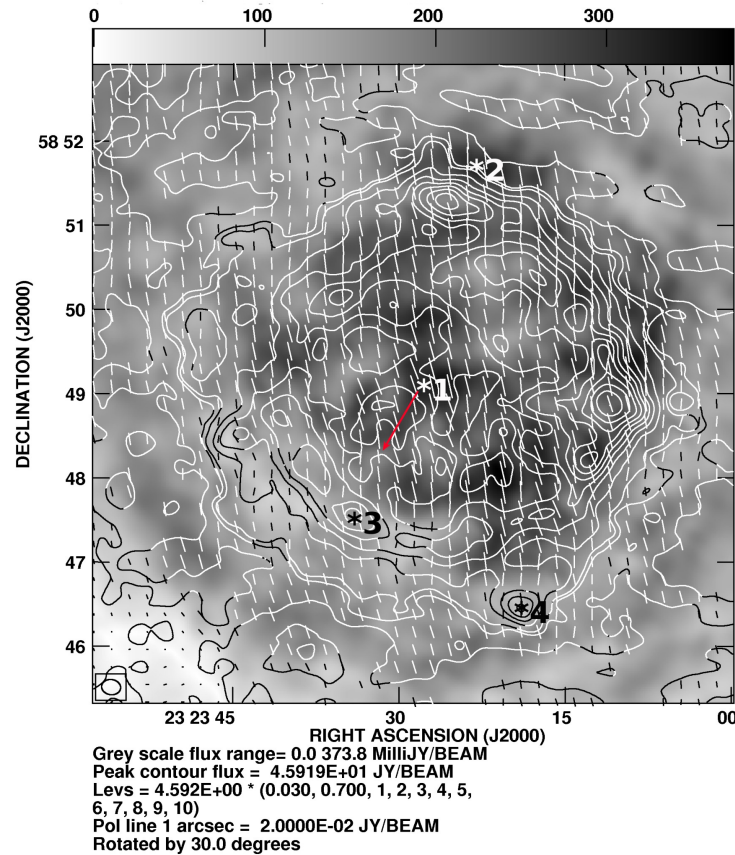 0 100 200 300
58 52
* 2
51
50
49
* 1
48
* 3
47
* 4
46
DECLINATION (J2000)
23 23 45 30 15 00
RIGHT ASCENSION (J2000)
Grey scale flux range= 0.0 373.8 MilliJY/BEAM
Peak contour flux = 4.5919E+01 JY/BEAM
Levs = 4.592E+00 * (0.030, 0.700, 1, 2, 3, 4, 5,
6, 7, 8, 9, 10)
Pol line 1 arcsec = 2.0000E-02 JY/BEAM
Rotated by 30.0 degrees